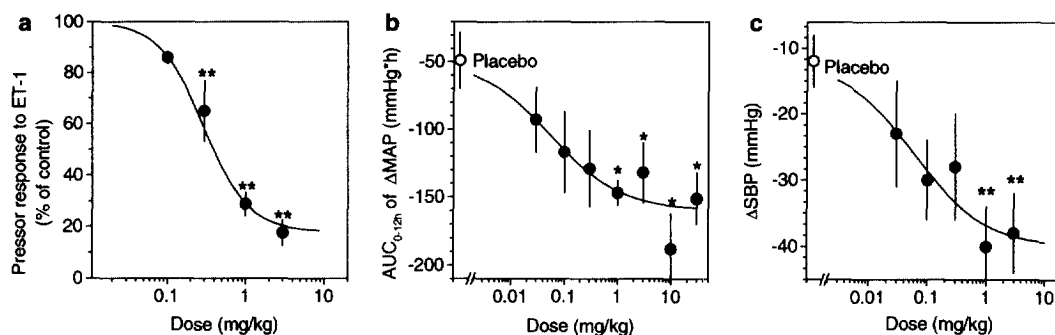 a
Pressor response to ET-1
(% of control)
100
80
60
40
20
0
**
**
**
0.1
1
10
Dose (mg/kg)
b
AUC0-12h of ΔMAP (mmHg*h)
-50
-100
-150
-200
Placebo
*
*
*
*
0.01
0.1
1
10
Dose (mg/kg)
c
ΔSBP
(mmHg)
-10
-20
-30
-40
Placebo
**
**
0.01
0.1
1
10
Dose (mg/kg)